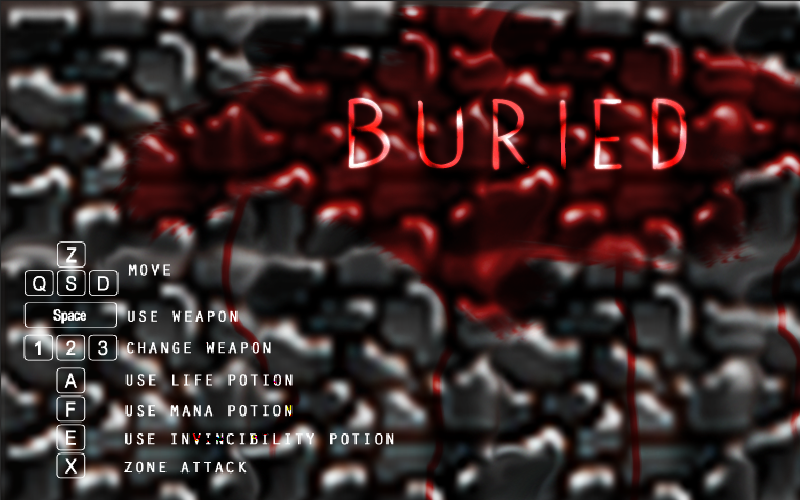 BURIED
Z
Q S D MOVE
Space USE WEAPON
1 2 3 CHANGE WEAPON
A USE LIFE POTION
F USE MANA POTION
E USE INVINCIBILITY POTION
X ZONE ATTACK